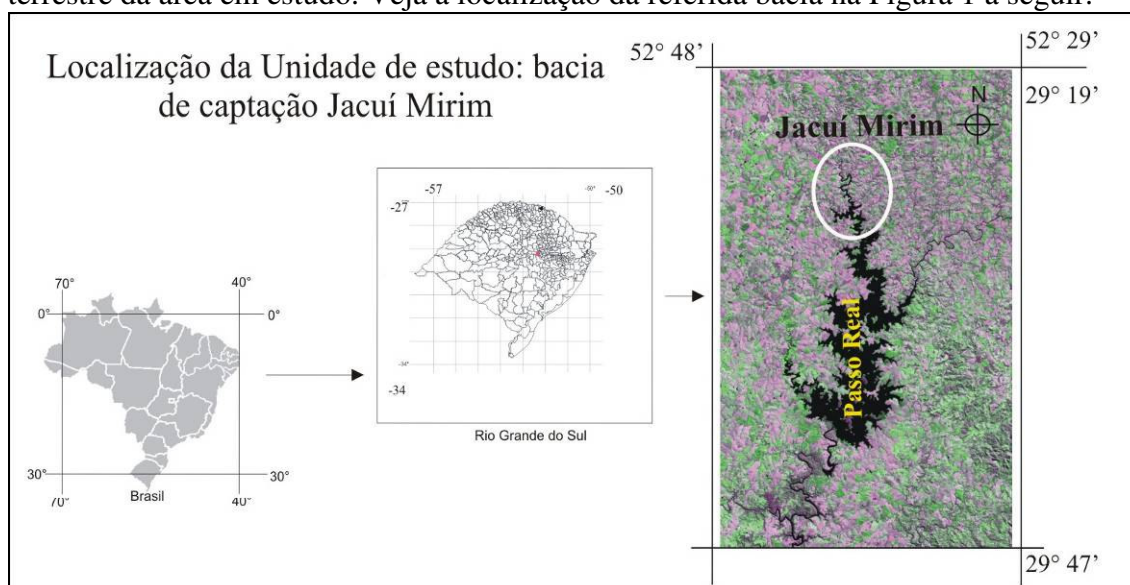 terrestre da área em estudo. Veja a localização da referida bacia na Figura 1 a seguir:
Localização da Unidade de estudo: bacia
de captação Jacuí Mirim
70°
40°
0°
0°
30°
30°
70°
40°
Brasil
-57
-50°
-50
-27
-34°
-34
Rio Grande do Sul
52° 48’
52° 29’
29° 19’
N
Jacuí Mirim
Passo Real
29° 47’